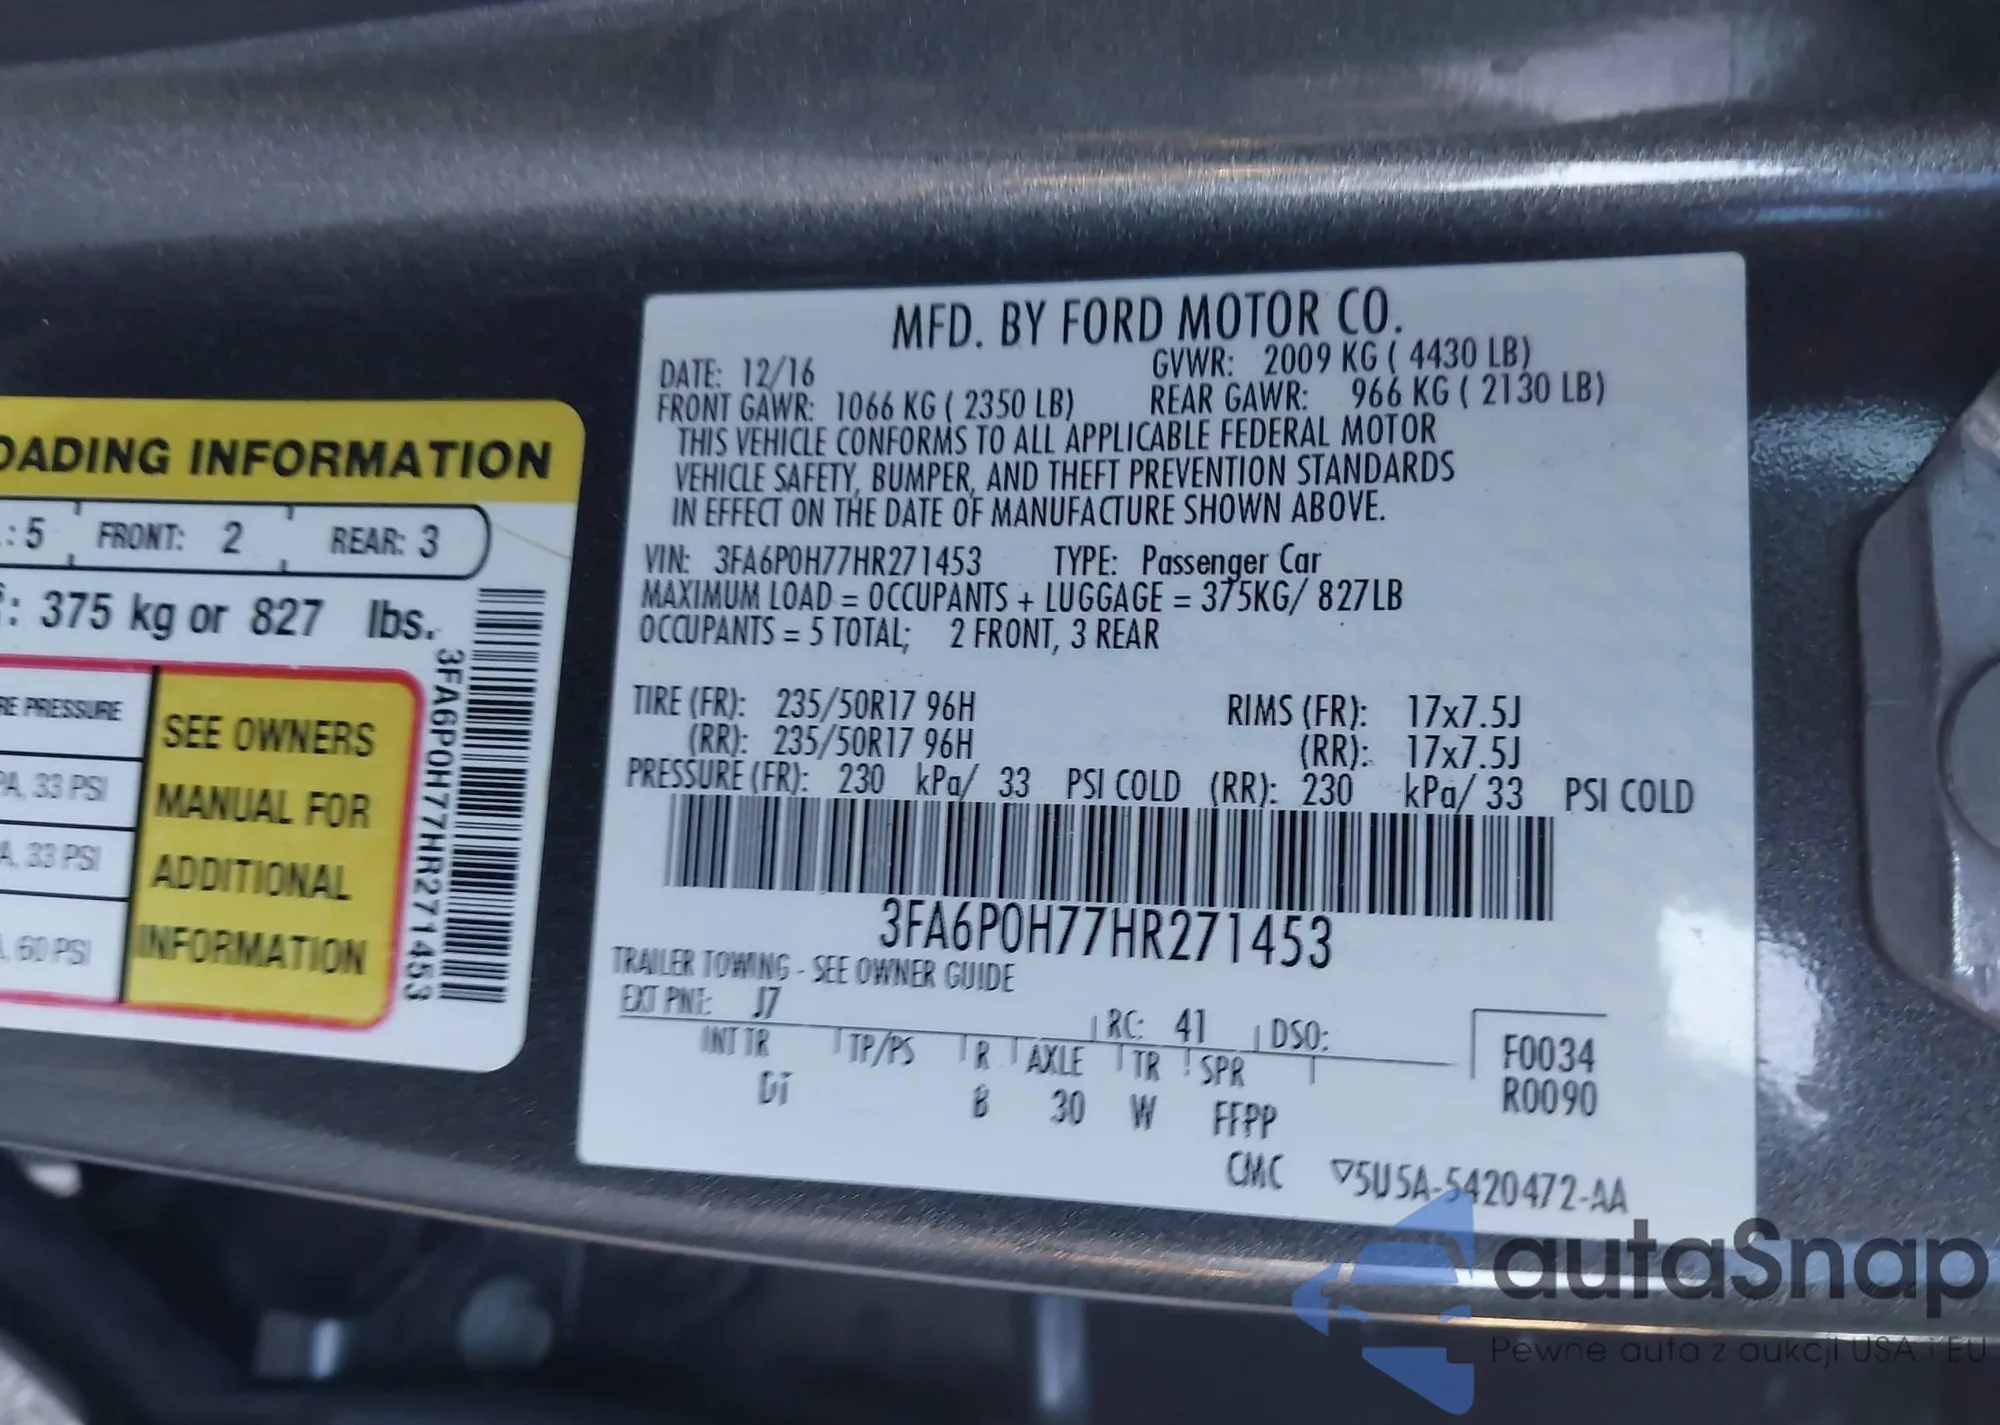 OADING INFORMATION
: 5 FRONT: 2 REAR: 3
: 375 kg or 827 lbs.
RE PRESSURE
PA, 33 PSI
A, 33 PSI
, 60 PSI
SEE OWNERS
MANUAL FOR
ADDITIONAL
INFORMATION
3FA6P0H77HR271453
MFD. BY FORD MOTOR CO.
DATE: 12/16 GVWR: 2009 KG ( 4430 LB)
FRONT GAWR: 1066 KG ( 2350 LB) REAR GAWR: 966 KG ( 2130 LB)
THIS VEHICLE CONFORMS TO ALL APPLICABLE FEDERAL MOTOR
VEHICLE SAFETY, BUMPER, AND THEFT PREVENTION STANDARDS
IN EFFECT ON THE DATE OF MANUFACTURE SHOWN ABOVE.
VIN: 3FA6P0H77HR271453 TYPE: Passenger Car
MAXIMUM LOAD = OCCUPANTS + LUGGAGE = 375KG/ 827LB
OCCUPANTS = 5 TOTAL; 2 FRONT, 3 REAR
TIRE (FR): 235/50R17 96H RIMS (FR): 17x7.5J
(RR): 235/50R17 96H (RR): 17x7.5J
PRESSURE (FR): 230 kPa/ 33 PSI COLD (RR): 230 kPa/ 33 PSI COLD
3FA6P0H77HR271453
TRAILER TOWING - SEE OWNER GUIDE
EXT PNT: J7 RC: 41 DSO:
INT TR TP/PS R AXLE TR SPR
B 30 W FFPP
F0034
R0090
CMC ▽5U5A-5420472-AA
autaSnap
Pewne auta z aukcji USA i EU